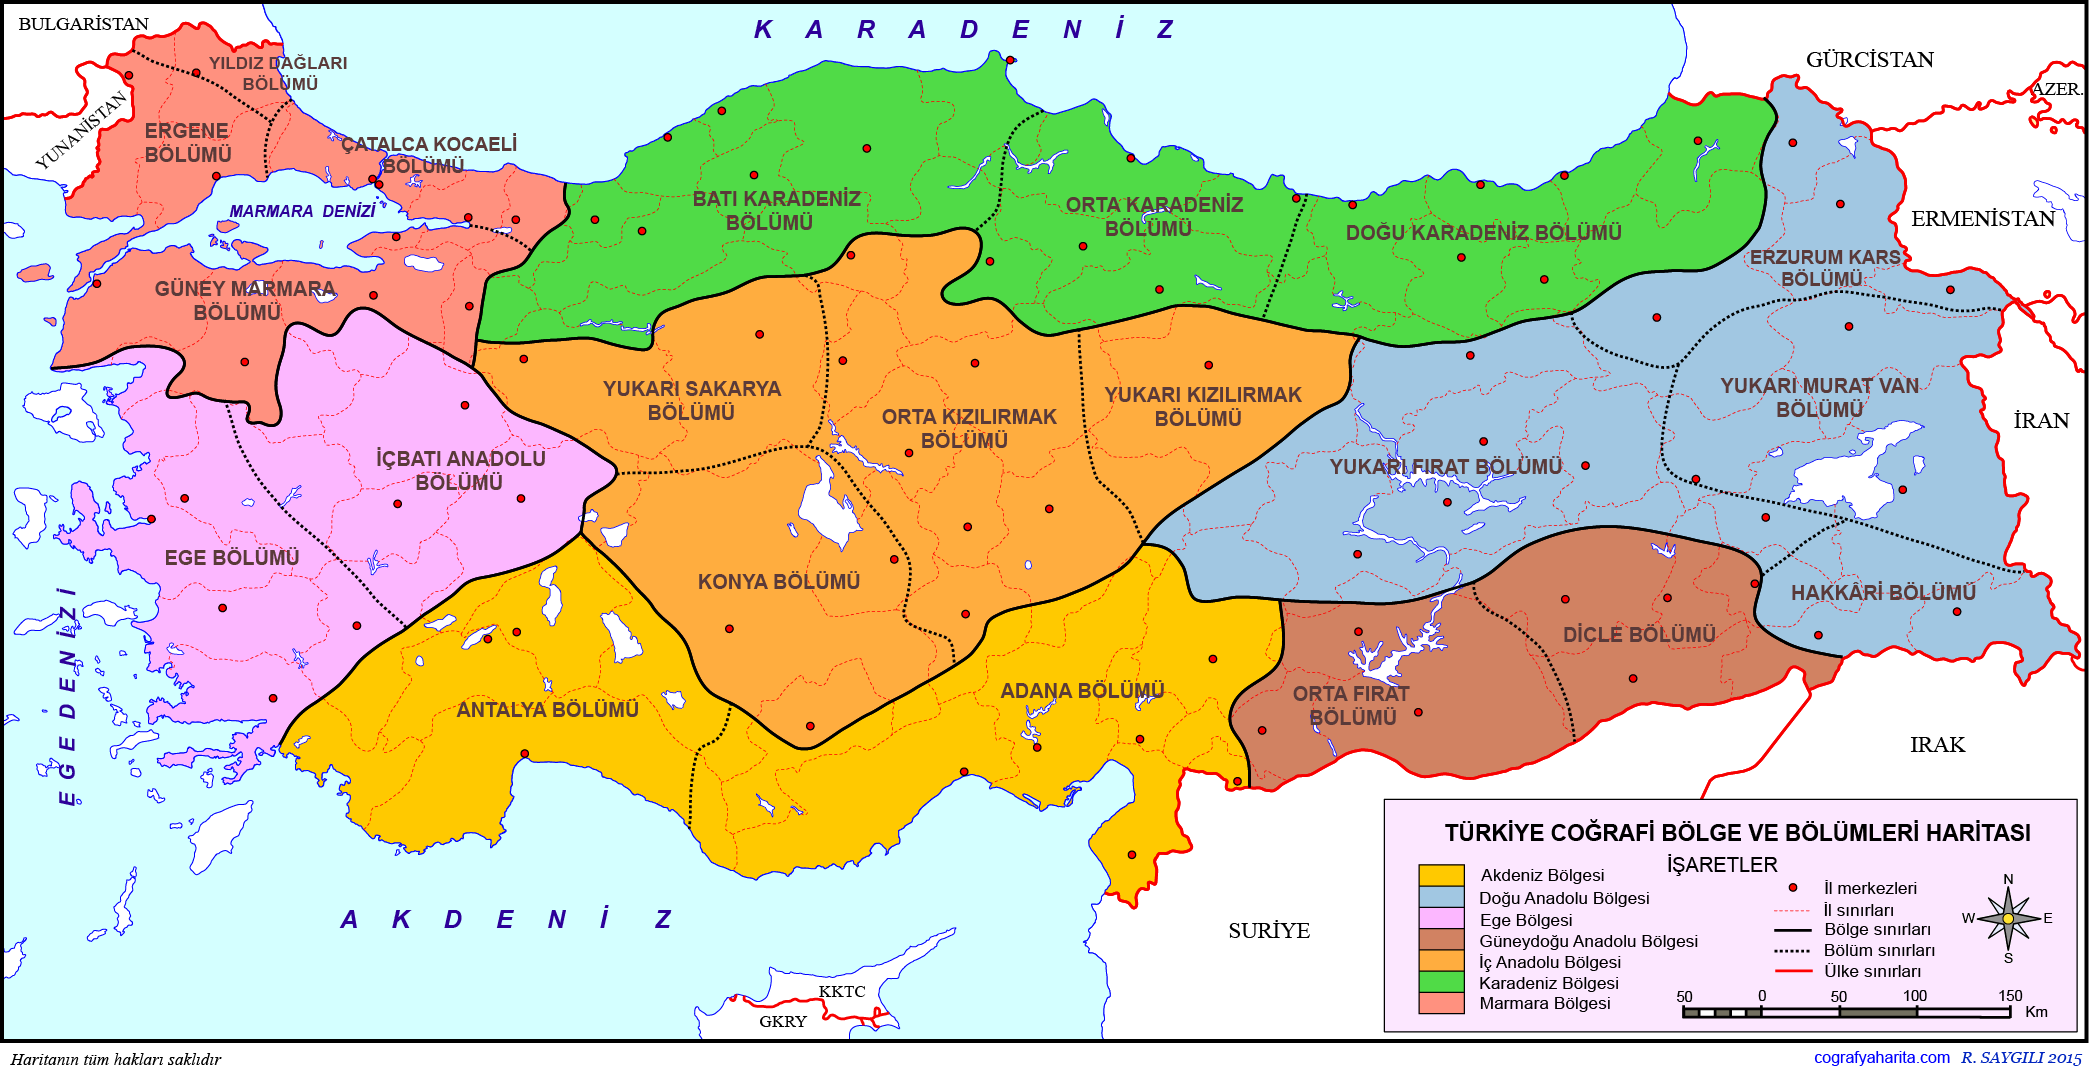 BULGARİSTAN
K A R A D E N İ Z
GÜRCİSTAN
AZER.
YUNANİSTAN
YILDIZ DAĞLARI
BÖLÜMÜ
ERGENE
BÖLÜMÜ
ÇATALCA KOCAELİ
BÖLÜMÜ
MARMARA DENİZİ
BATI KARADENİZ
BÖLÜMÜ
ORTA KARADENİZ
BÖLÜMÜ
DOĞU KARADENİZ BÖLÜMÜ
ERMENİSTAN
ERZURUM KARS
BÖLÜMÜ
GÜNEY MARMARA
BÖLÜMÜ
YUKARI SAKARYA
BÖLÜMÜ
ORTA KIZILIRMAK
BÖLÜMÜ
YUKARI KIZILIRMAK
BÖLÜMÜ
YUKARI MURAT VAN
BÖLÜMÜ
İRAN
İÇBATI ANADOLU
BÖLÜMÜ
YUKARI FIRAT BÖLÜMÜ
EGE BÖLÜMÜ
KONYA BÖLÜMÜ
HAKKÂRİ BÖLÜMÜ
DİCLE BÖLÜMÜ
EGE DENİZİ
ANTALYA BÖLÜMÜ
ADANA BÖLÜMÜ
ORTA FIRAT
BÖLÜMÜ
IRAK
A K D E N İ Z
SURİYE
KKTC
GKRY
TÜRKİYE COĞRAFİ BÖLGE VE BÖLÜMLERİ HARİTASI
İŞARETLER
Akdeniz Bölgesi
Doğu Anadolu Bölgesi
Ege Bölgesi
Güneydoğu Anadolu Bölgesi
İç Anadolu Bölgesi
Karadeniz Bölgesi
Marmara Bölgesi
İl merkezleri
İl sınırları
Bölge sınırları
Bölüm sınırları
Ülke sınırları
N
W E
S
50 0 50 100 150
Km
Haritanın tüm hakları saklıdır
cografyaharita.com R. SAYGILI 2015